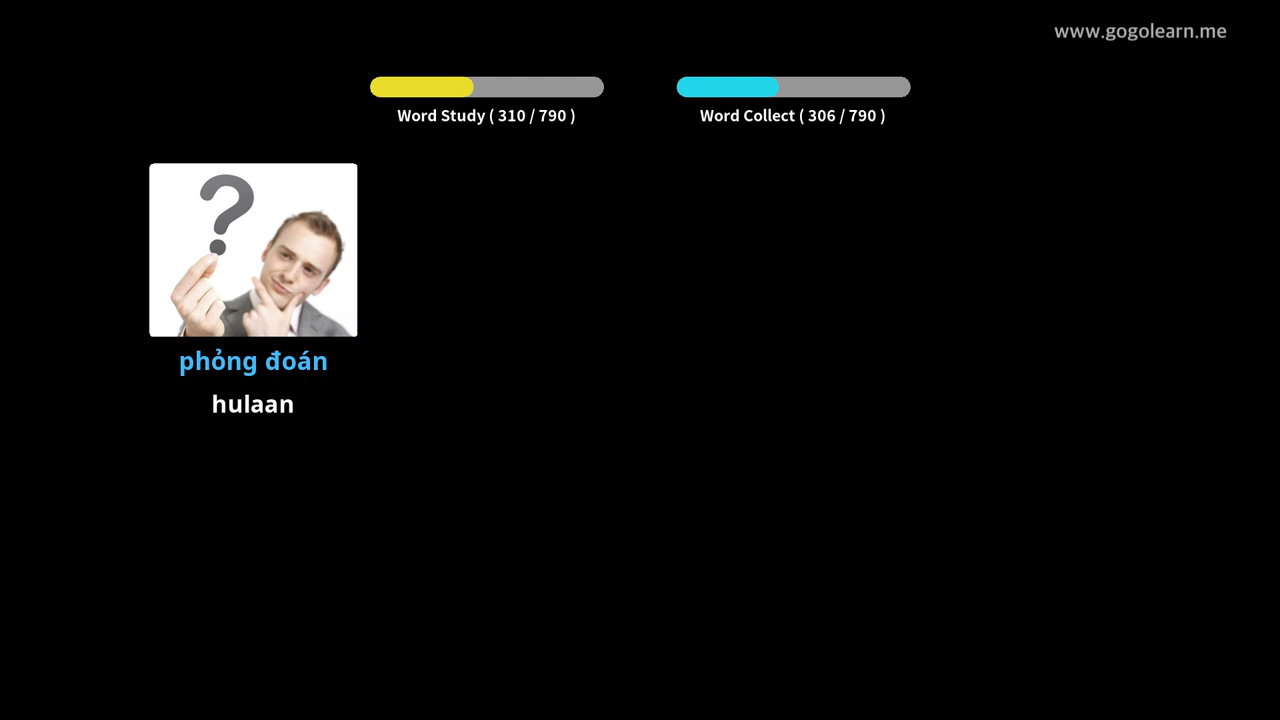 www.gogolearn.me
Word Study ( 310 / 790 )
Word Collect ( 306 / 790 )
phỏng đoán
hulaan